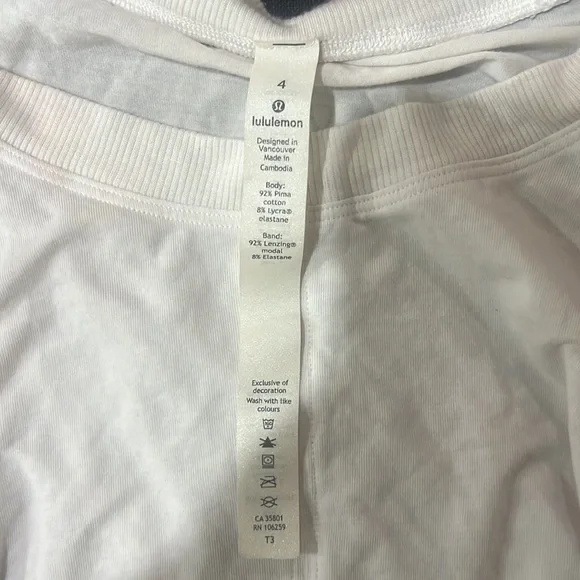 4
lululemon
Designed in
Vancouver
Made in
Cambodia
Body:
92% Pima
cotton
8% Lycra®
elastane
Band:
92% Lenzing®
modal
8% Elastane
Exclusive of
decoration
Wash with like
colours
CA 35801
RN 106259
T3